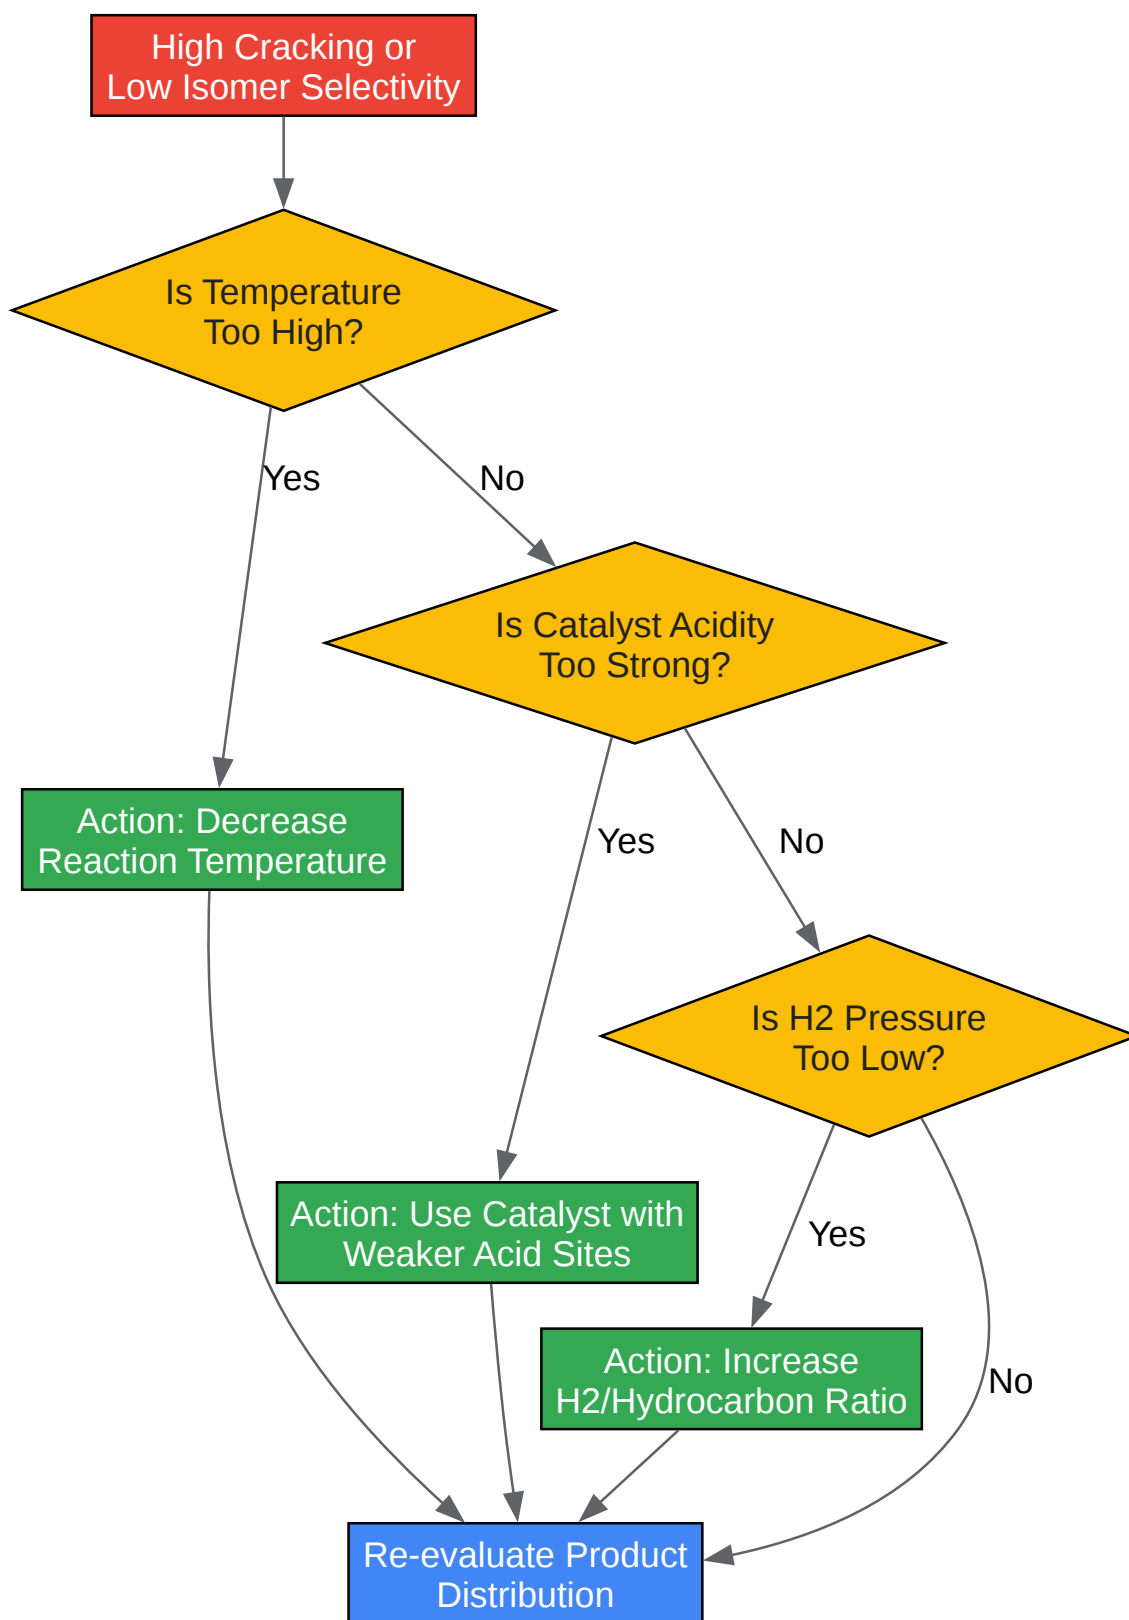 High Cracking or
Low Isomer Selectivity
Is Temperature
Too High?
Yes
No
Is Catalyst Acidity
Too Strong?
Action: Decrease
Reaction Temperature
Yes
No
Is H2 Pressure
Too Low?
Action: Use Catalyst with
Weaker Acid Sites
Yes
Action: Increase
H2/Hydrocarbon Ratio
No
Re-evaluate Product
Distribution